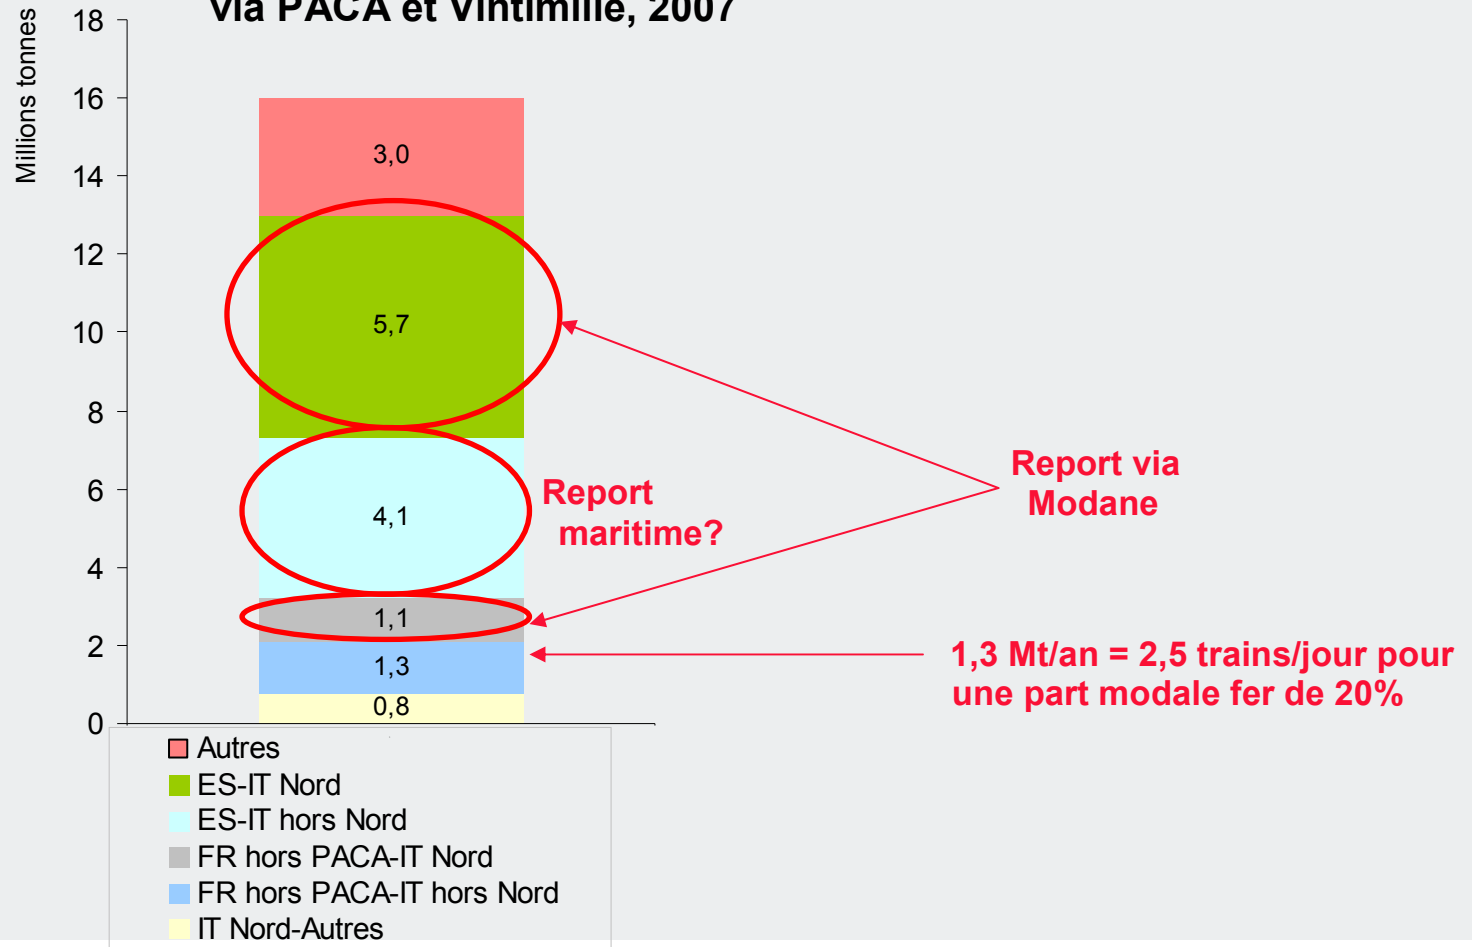 via PACA et Vintimille, 2007
Millions tonnes
18
16
14
12
10
8
6
4
2
0
3,0
5,7
4,1
1,1
1,3
0,8
Report
maritime?
Report via
Modane
1,3 Mt/an = 2,5 trains/jour pour
une part modale fer de 20%
Autres
ES-IT Nord
ES-IT hors Nord
FR hors PACA-IT Nord
FR hors PACA-IT hors Nord
IT Nord-Autres